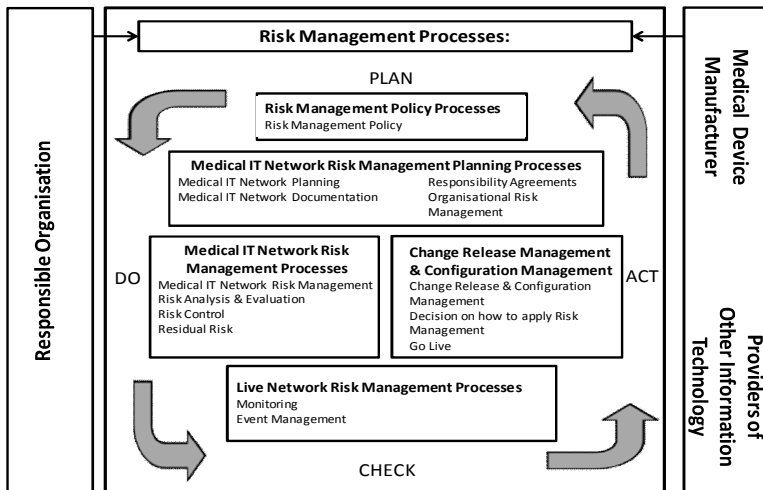 Risk Management Processes:
PLAN
Risk Management Policy Processes
Risk Management Policy
Medical IT Network Risk Management Planning Processes
Medical IT Network Planning
Medical IT Network Documentation
Responsibility Agreements
Organisational Risk
Management
DO
Medical IT Network Risk
Management Processes
Medical IT Network Risk Management
Risk Analysis & Evaluation
Risk Control
Residual Risk
Change Release Management
& Configuration Management
Change Release & Configuration
Management
Decision on how to apply Risk
Management
Go Live
ACT
Live Network Risk Management Processes
Monitoring
Event Management
CHECK
Responsible Organisation
Medical Device
Manufacturer
Providers of
Other Information
Technology